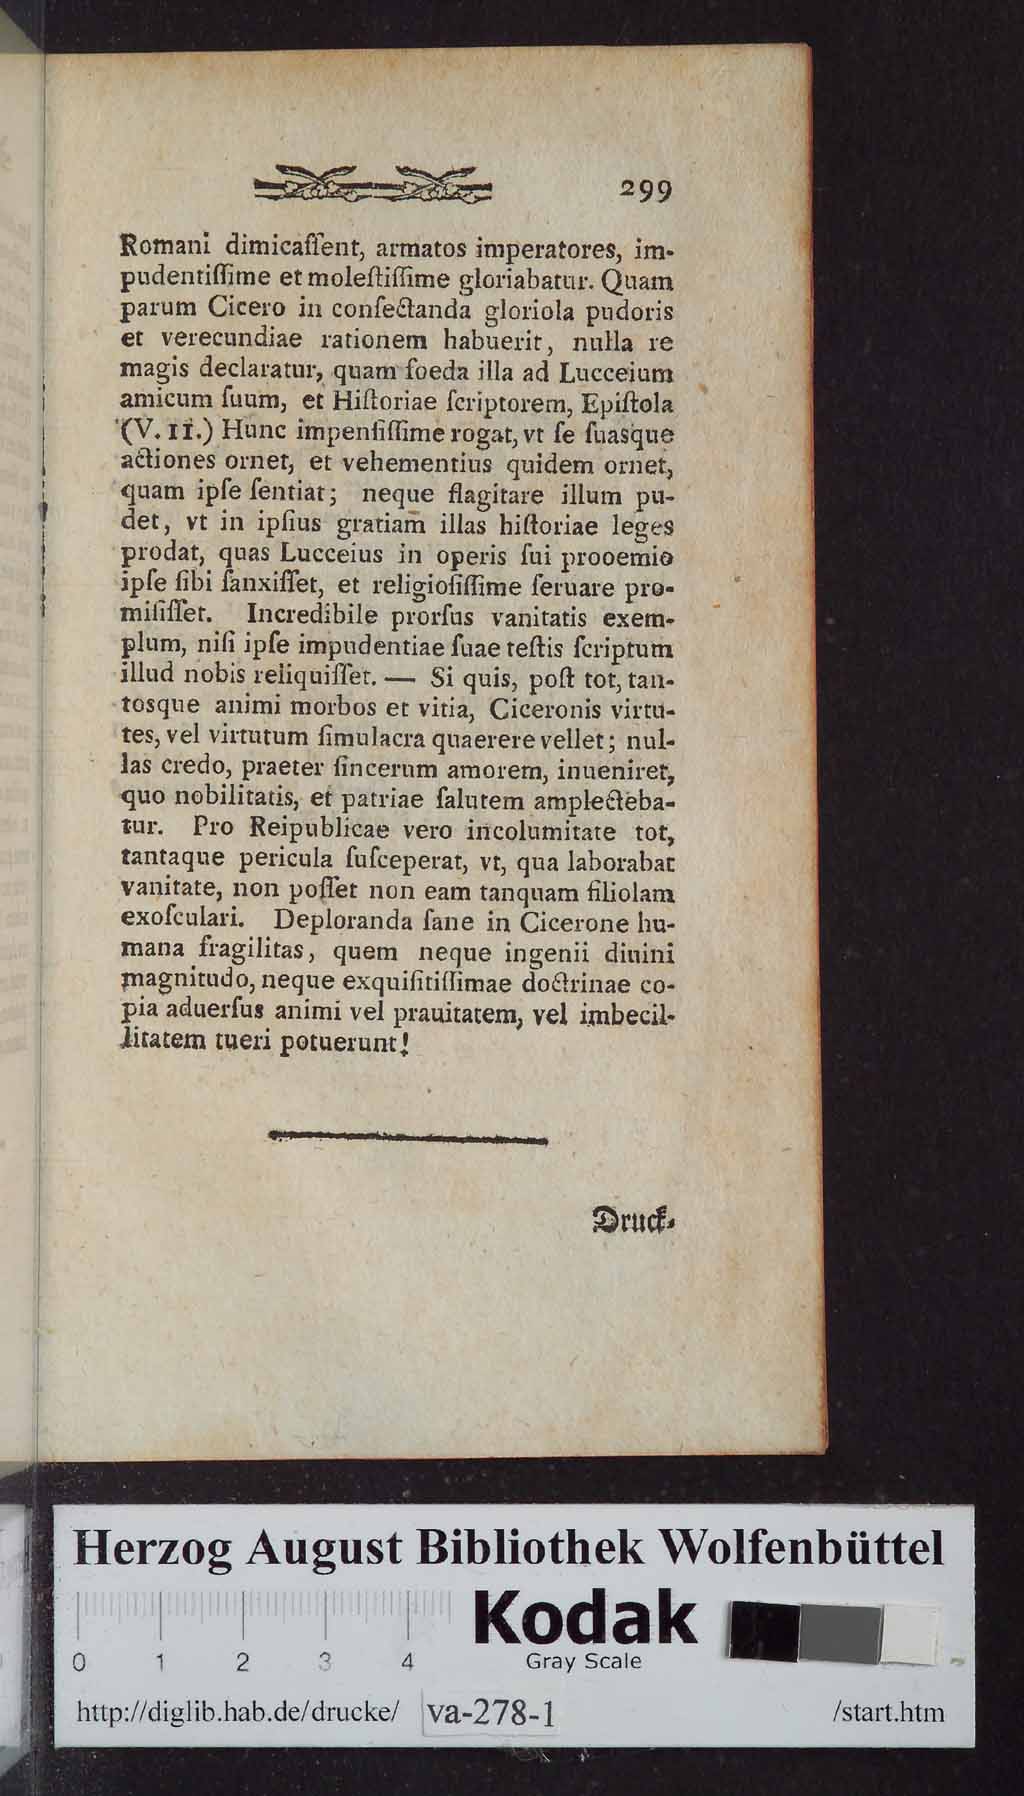 299
Romani dimicaſſent, armatos imperatores, im-
pudentiſſime et moleſtiſſime gloriabatur. Quam
parum Cicero in conſectanda gloriola pudoris
et verecundiae rationem habuerit, nulla re
magis declaratur, quam foeda illa ad Lucceium
amicum ſuum, et Hiſtoriae ſcriptorem, Epiſtola
(V. 11.) Hunc impenſiſſime rogat, vt ſe ſuasque
actiones ornet, et vehementius quidem ornet,
quam ipſe ſentiat; neque flagitare illum pu-
det, vt in ipſius gratiam illas hiſtoriae leges
prodat, quas Lucceius in operis ſui prooemio
ipſe ſibi ſanxiſſet, et religioſiſſime ſeruare pro-
miſiſſet. Incredibile prorſus vanitatis exem-
plum, niſi ipſe impudentiae ſuae teſtis ſcriptum
illud nobis reliquiſſet. — Si quis, poſt tot, tan-
tosque animi morbos et vitia, Ciceronis virtu-
tes, vel virtutum ſimulacra quaerere vellet; nul-
las credo, praeter ſincerum amorem, inueniret,
quo nobilitatis, et patriae ſalutem amplecteba-
tur. Pro Reipublicae vero incolumitate tot,
tantaque pericula ſuſceperat, vt, qua laborabat
vanitate, non poſſet non eam tanquam filiolam
exoſculari. Deploranda ſane in Cicerone hu-
mana fragilitas, quem neque ingenii diuini
magnitudo, neque exquiſitiſſimae doctrinae co-
pia aduerſus animi vel prauitatem, vel imbecil-
litatem tueri potuerunt!
Druck-
Herzog August Bibliothek Wolfenbüttel
Kodak
Gray Scale
0 1 2 3 4
http://diglib.hab.de/drucke/ va-278-1 /start.htm